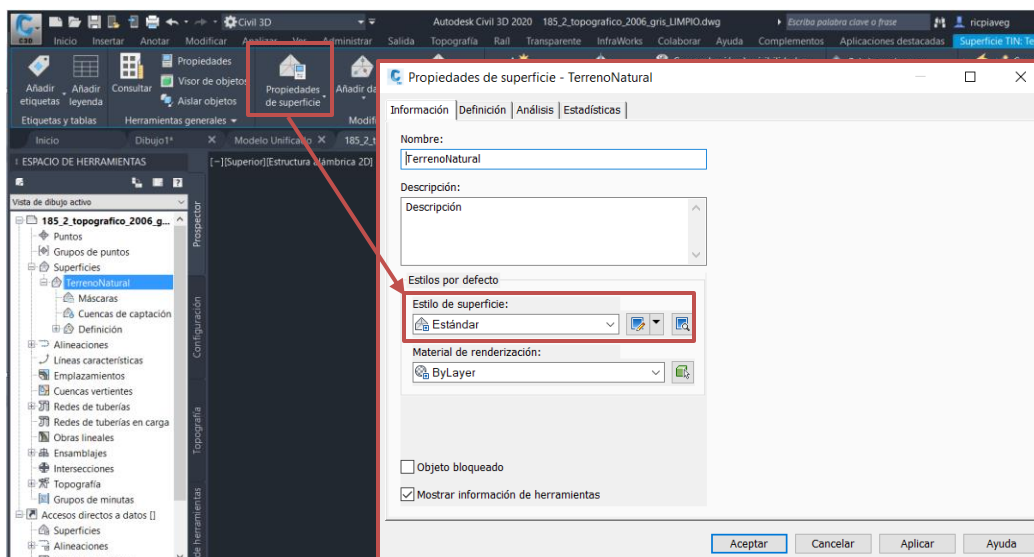 Civil 3D
Autodesk Civil 3D 2020 185_2_topografico_2006_gris_LIMPIO.dwg
Escriba palabra clave o frase
ricpiaveg
C3D
Inicio Insertar Anotar Modificar Analizar Ver Administrar Salida Topografía Raíl Transparente InfraWorks Colaborar Ayuda Complementos Aplicaciones destacadas Superficie TIN: Te
Añadir etiquetas
Añadir leyenda
Consultar
Propiedades
Visor de objetos
Aislar objetos
Propiedades de superficie
Añadir da
Etiquetas y tablas
Herramientas generales
Modifi
Inicio
Dibujo1*
Modelo Unificado
185_2_t
ESPACIO DE HERRAMIENTAS
[−][Superior][Estructura alámbrica 2D]
Vista de dibujo activo
185_2_topografico_2006_g...
Puntos
Grupos de puntos
Superficies
TerrenoNatural
Máscaras
Cuencas de captación
Definición
Alineaciones
Líneas características
Emplazamientos
Cuencas vertientes
Redes de tuberías
Redes de tuberías en carga
Obras lineales
Ensamblajes
Intersecciones
Topografía
Grupos de minutas
Accesos directos a datos []
Superficies
Alineaciones
Prospector
Configuración
Topografía
de herramientas
Propiedades de superficie - TerrenoNatural
Información Definición Análisis Estadísticas
Nombre:
TerrenoNatural
Descripción:
Descripción
Estilos por defecto
Estilo de superficie:
Estándar
Material de renderización:
ByLayer
Objeto bloqueado
Mostrar información de herramientas
Aceptar Cancelar Aplicar Ayuda